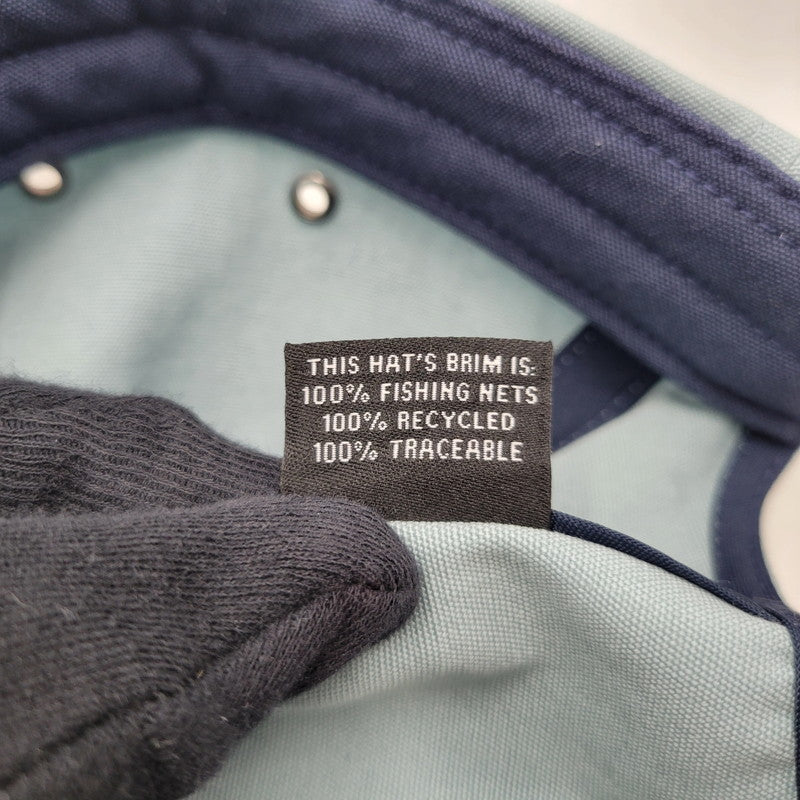 THIS HAT'S BRIM IS:
100% FISHING NETS
100% RECYCLED
100% TRACEABLE